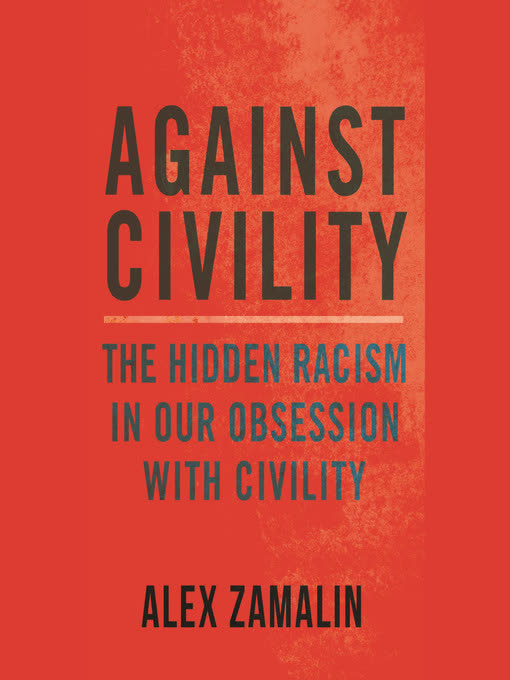 AGAINST
CIVILITY
THE HIDDEN RACISM
IN OUR OBSESSION
WITH CIVILITY
ALEX ZAMALIN